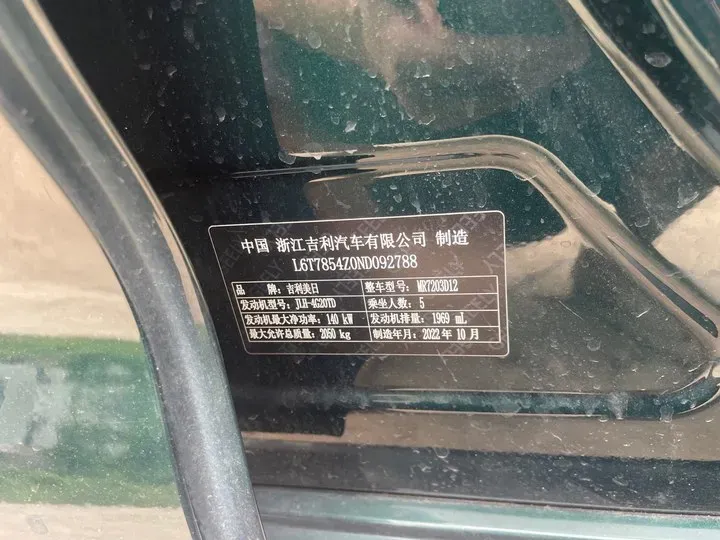 中国 浙江吉利汽车有限公司 制造
L6T7854Z0ND092788
品 牌：吉利美日 整车型号：MR7203D12
发动机型号：JLH-4G20TD 乘坐人数：5
发动机最大净功率：140 kW 发动机排量：1969 mL
最大允许总质量：2050 kg 制造年月：2022 年 10 月